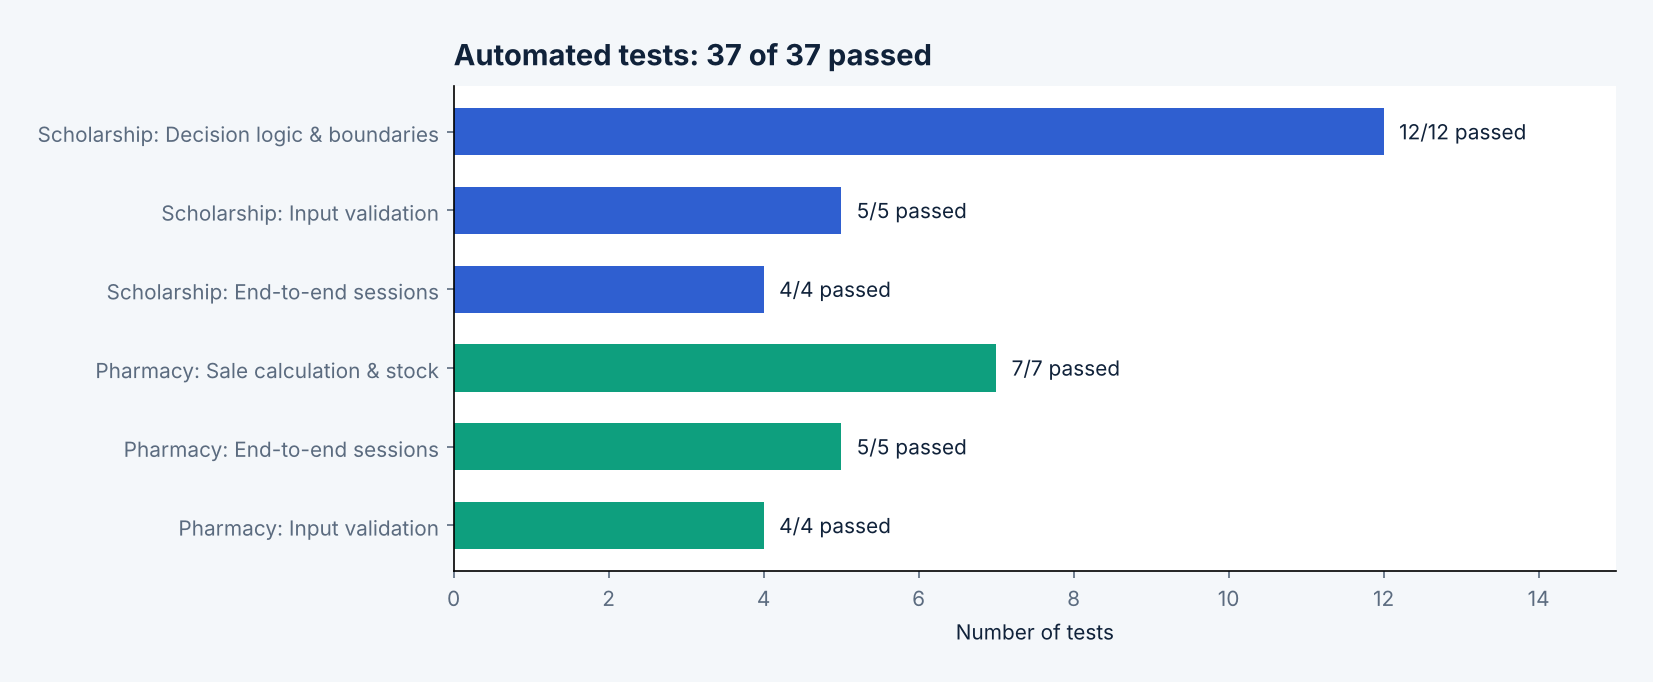 Automated tests: 37 of 37 passed
Scholarship: Decision logic & boundaries
12/12 passed
Scholarship: Input validation
5/5 passed
Scholarship: End-to-end sessions
4/4 passed
Pharmacy: Sale calculation & stock
7/7 passed
Pharmacy: End-to-end sessions
5/5 passed
Pharmacy: Input validation
4/4 passed
0 2 4 6 8 10 12 14
Number of tests